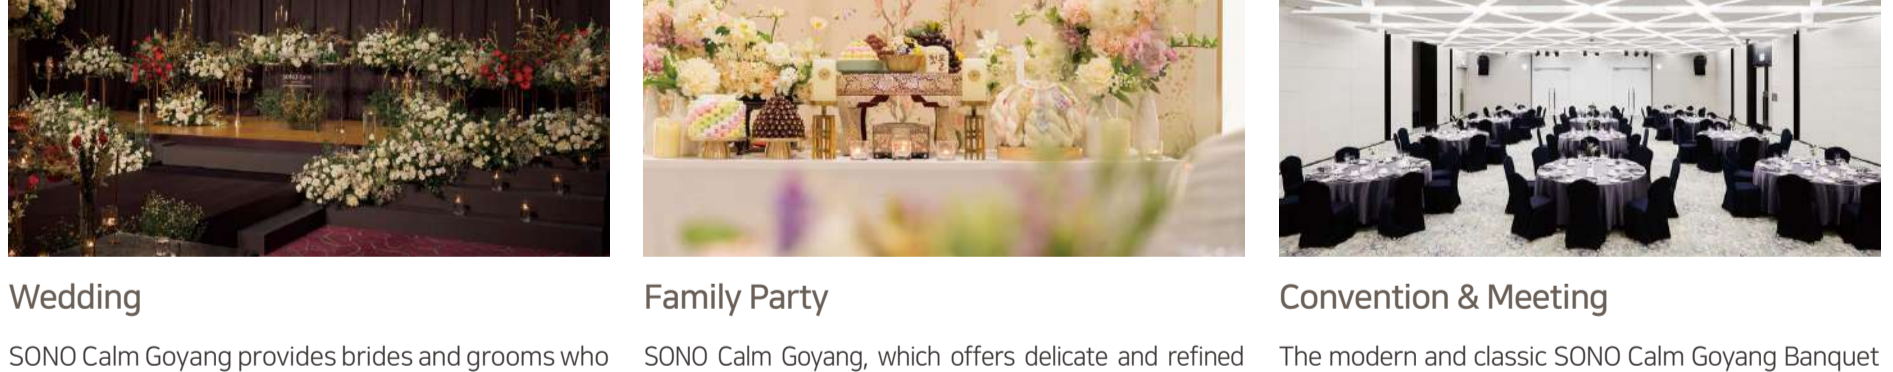 Wedding
SONO Calm Goyang provides brides and grooms who
Family Party
SONO Calm Goyang, which offers delicate and refined
Convention & Meeting
The modern and classic SONO Calm Goyang Banquet